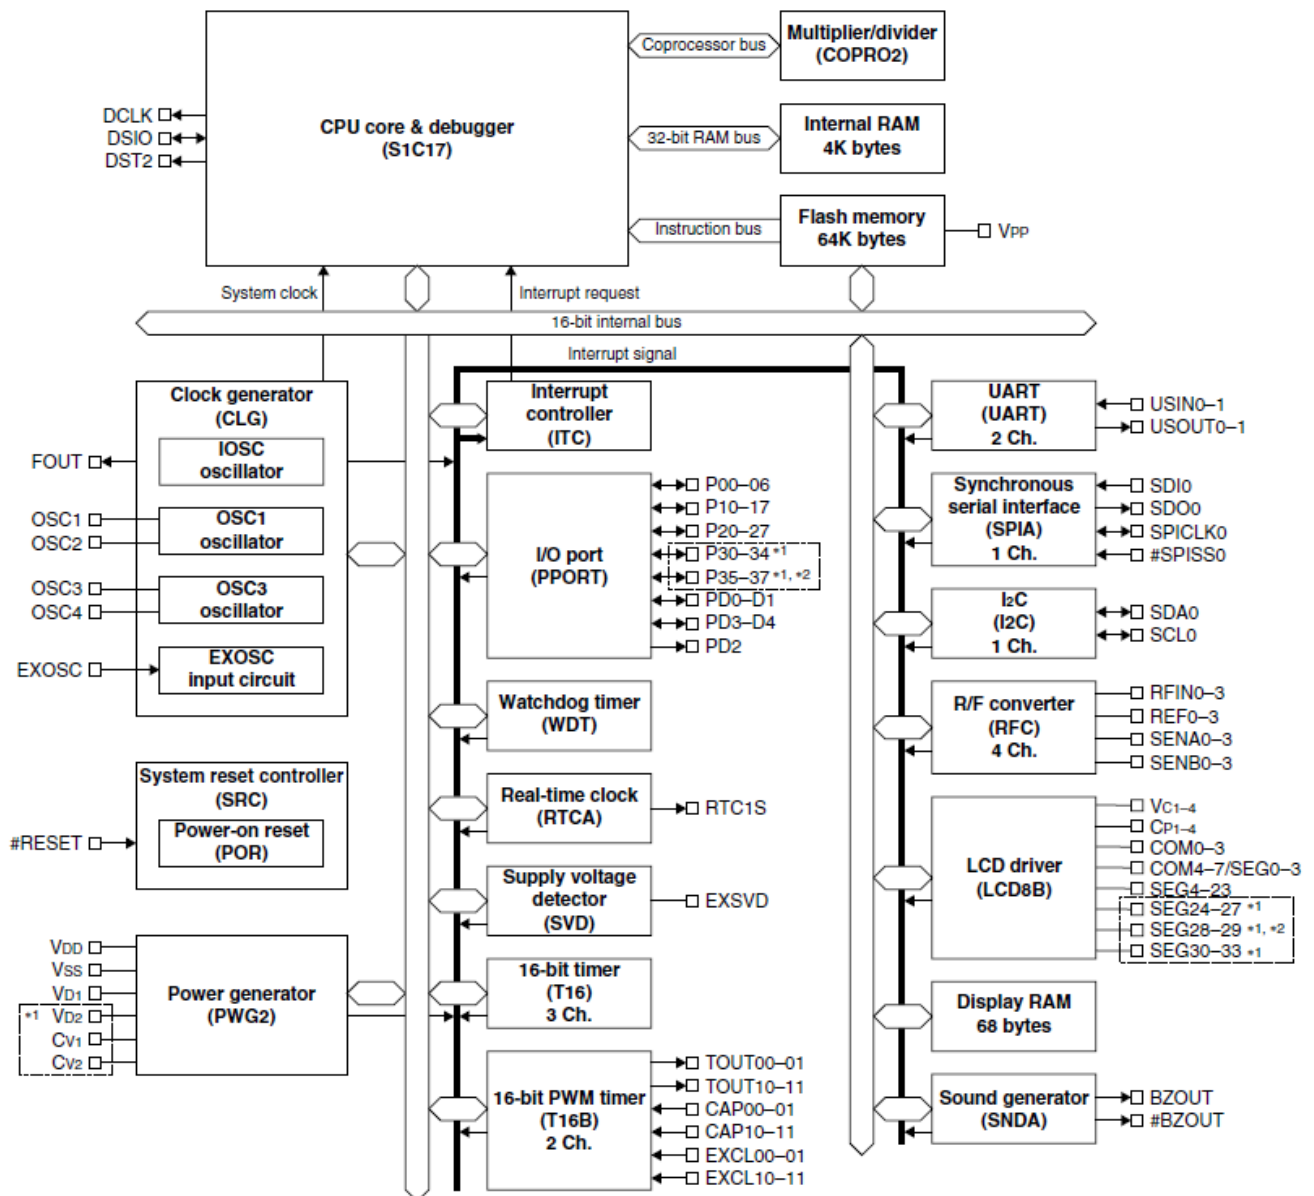 Multiplier/divider
(COPRO2)
Coprocessor bus
DCLK
DSIO
DST2
CPU core & debugger
(S1C17)
32-bit RAM bus
Internal RAM
4K bytes
Instruction bus
Flash memory
64K bytes
VPP
System clock
Interrupt request
16-bit internal bus
Interrupt signal
Clock generator
(CLG)
IOSC
oscillator
FOUT
OSC1
OSC2
OSC1
oscillator
OSC3
OSC4
OSC3
oscillator
EXOSC
EXOSC
input circuit
System reset controller
(SRC)
#RESET
Power-on reset
(POR)
VDD
VSS
VD1
*1 VD2
CV1
CV2
Power generator
(PWG2)
Interrupt
controller
(ITC)
I/O port
(PPORT)
P00–06
P10–17
P20–27
P30–34 *1
P35–37 *1, *2
PD0–D1
PD3–D4
PD2
Watchdog timer
(WDT)
Real-time clock
(RTCA)
RTC1S
Supply voltage
detector
(SVD)
EXSVD
16-bit timer
(T16)
3 Ch.
16-bit PWM timer
(T16B)
2 Ch.
TOUT00–01
TOUT10–11
CAP00–01
CAP10–11
EXCL00–01
EXCL10–11
UART
(UART)
2 Ch.
USIN0–1
USOUT0–1
Synchronous
serial interface
(SPIA)
1 Ch.
SDI0
SDO0
SPICLK0
#SPISS0
I2C
(I2C)
1 Ch.
SDA0
SCL0
R/F converter
(RFC)
4 Ch.
RFIN0–3
REF0–3
SENA0–3
SENB0–3
LCD driver
(LCD8B)
VC1–4
CP1–4
COM0–3
COM4–7/SEG0–3
SEG4–23
SEG24–27 *1
SEG28–29 *1, *2
SEG30–33 *1
Display RAM
68 bytes
Sound generator
(SNDA)
BZOUT
#BZOUT